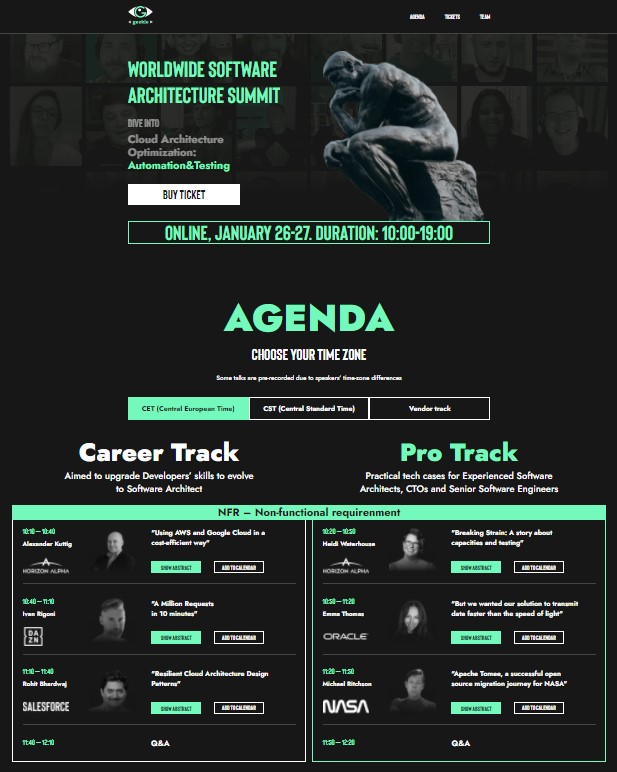 geekle
AGENDA
TICKETS
TEAM
WORLDWIDE SOFTWARE
ARCHITECTURE SUMMIT
DIVE INTO
Cloud Architecture
Optimization:
Automation&Testing
BUY TICKET
ONLINE, JANUARY 26-27. DURATION: 10:00-19:00
AGENDA
CHOOSE YOUR TIME ZONE
Some talks are pre-recorded due to speakers' time-zone differences
CET (Central European Time)
CST (Central Standard Time)
Vendor track
Career Track
Aimed to upgrade Developers' skills to evolve
to Software Architect
Pro Track
Practical tech cases for Experienced Software
Architects, CTOs and Senior Software Engineers
NFR – Non-functional requirenment
10:10 – 10:40
Alexander Kuttig
HORIZON ALPHA
"Using AWS and Google Cloud in a
cost-efficient way"
SHOW ABSTRACT
ADD TO CALENDAR
10:40 – 11:10
Ivan Rigoni
DA
ZN
"A Million Requests
in 10 minutes"
SHOW ABSTRACT
ADD TO CALENDAR
11:10 – 11:40
Rohit Bhardwaj
SALESFORCE
"Resilient Cloud Architecture Design
Patterns"
SHOW ABSTRACT
ADD TO CALENDAR
11:40 – 12:10
Q&A
10:20 – 10:50
Heidi Waterhouse
HORIZON ALPHA
"Breaking Strain: A story about
capacities and testing"
SHOW ABSTRACT
ADD TO CALENDAR
10:50 – 11:20
Emma Thomas
ORACLE
"But we wanted our solution to transmit
data faster than the speed of light"
SHOW ABSTRACT
ADD TO CALENDAR
11:20 – 11:50
Michael Ritchson
NASA
"Apache Tomee, a successful open
source migration journey for NASA"
SHOW ABSTRACT
ADD TO CALENDAR
11:50 – 12:20
Q&A